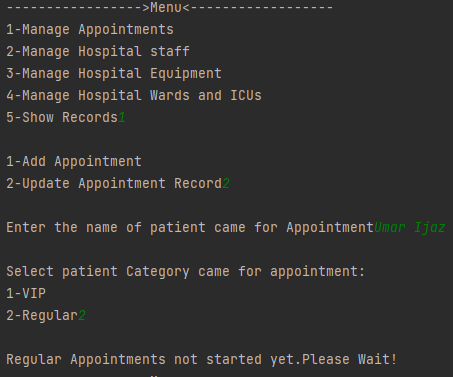 ----------------->Menu<------------------
1-Manage Appointments
2-Manage Hospital staff
3-Manage Hospital Equipment
4-Manage Hospital Wards and ICUs
5-Show Records1
1-Add Appointment
2-Update Appointment Record2
Enter the name of patient came for AppointmentUmar Ijaz
Select patient Category came for appointment:
1-VIP
2-Regular2
Regular Appointments not started yet.Please Wait!